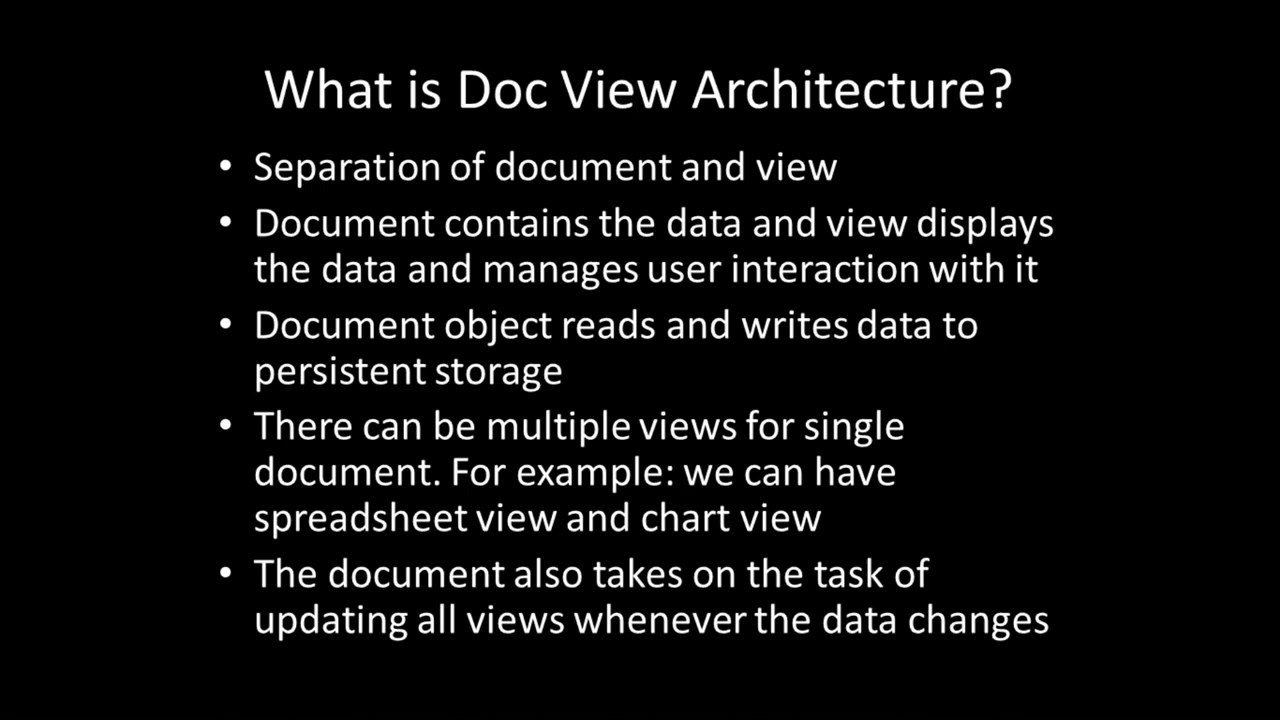 What is Doc View Architecture?
• Separation of document and view
• Document contains the data and view displays
the data and manages user interaction with it
• Document object reads and writes data to
persistent storage
• There can be multiple views for single
document. For example: we can have
spreadsheet view and chart view
• The document also takes on the task of
updating all views whenever the data changes